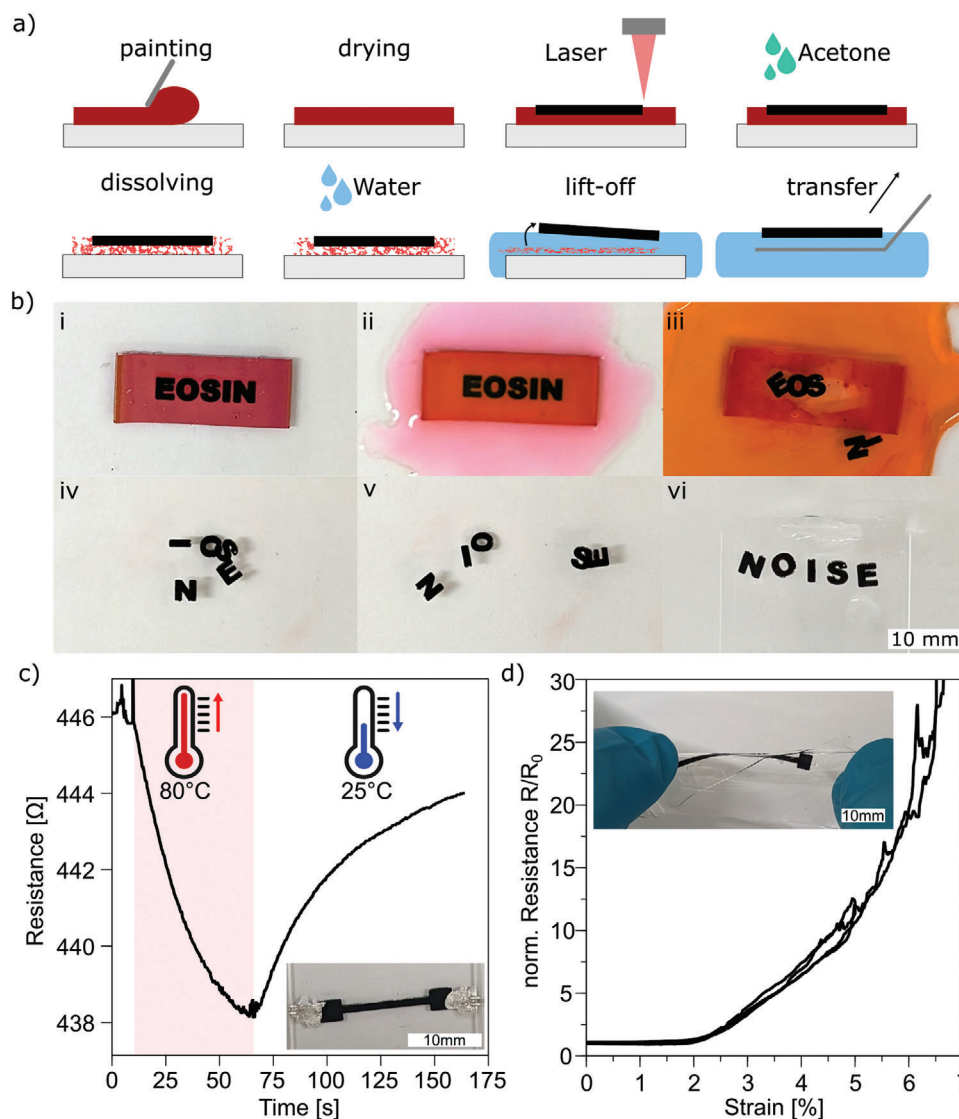 a)
painting drying Laser Acetone
dissolving Water lift-off transfer
b)
i ii iii
EOSIN EOSIN EOS
IN
iv v vi
I O S E N
N I O S E
N O I S E
10 mm
c)
446
444
442
440
438
Resistance [Ω]
80°C 25°C
10mm
0 25 50 75 100 125 150 175
Time [s]
d)
30
25
20
15
10
5
0
norm. Resistance R/R0
10mm
0 1 2 3 4 5 6 7
Strain [%]